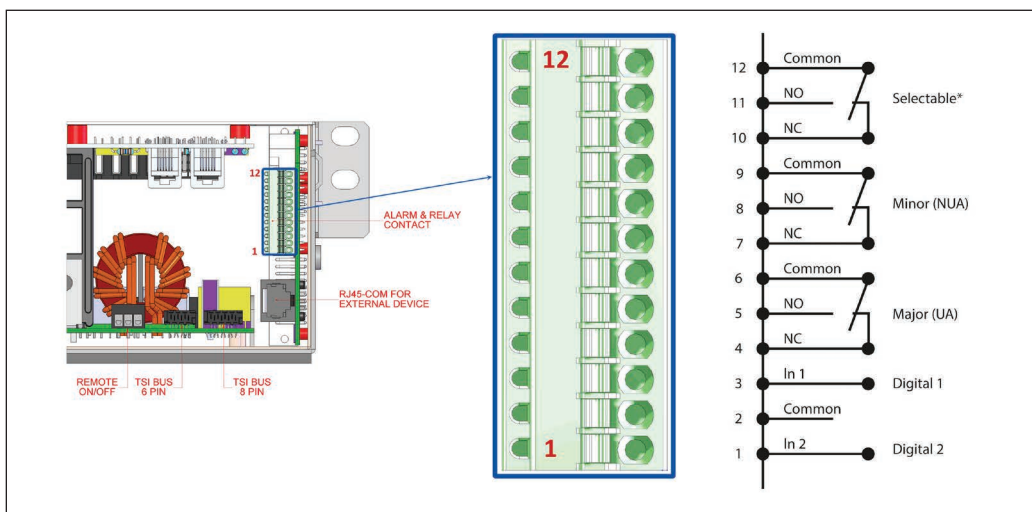 12
1
ALARM & RELAY
CONTACT
RJ45-COM FOR
EXTERNAL DEVICE
REMOTE
ON/OFF
TSI BUS
6 PIN
TSI BUS
8 PIN
12
1
12 Common
11 NO Selectable*
10 NC
9 Common
8 NO Minor (NUA)
7 NC
6 Common
5 NO Major (UA)
4 NC
3 In 1 Digital 1
2 Common
1 In 2 Digital 2